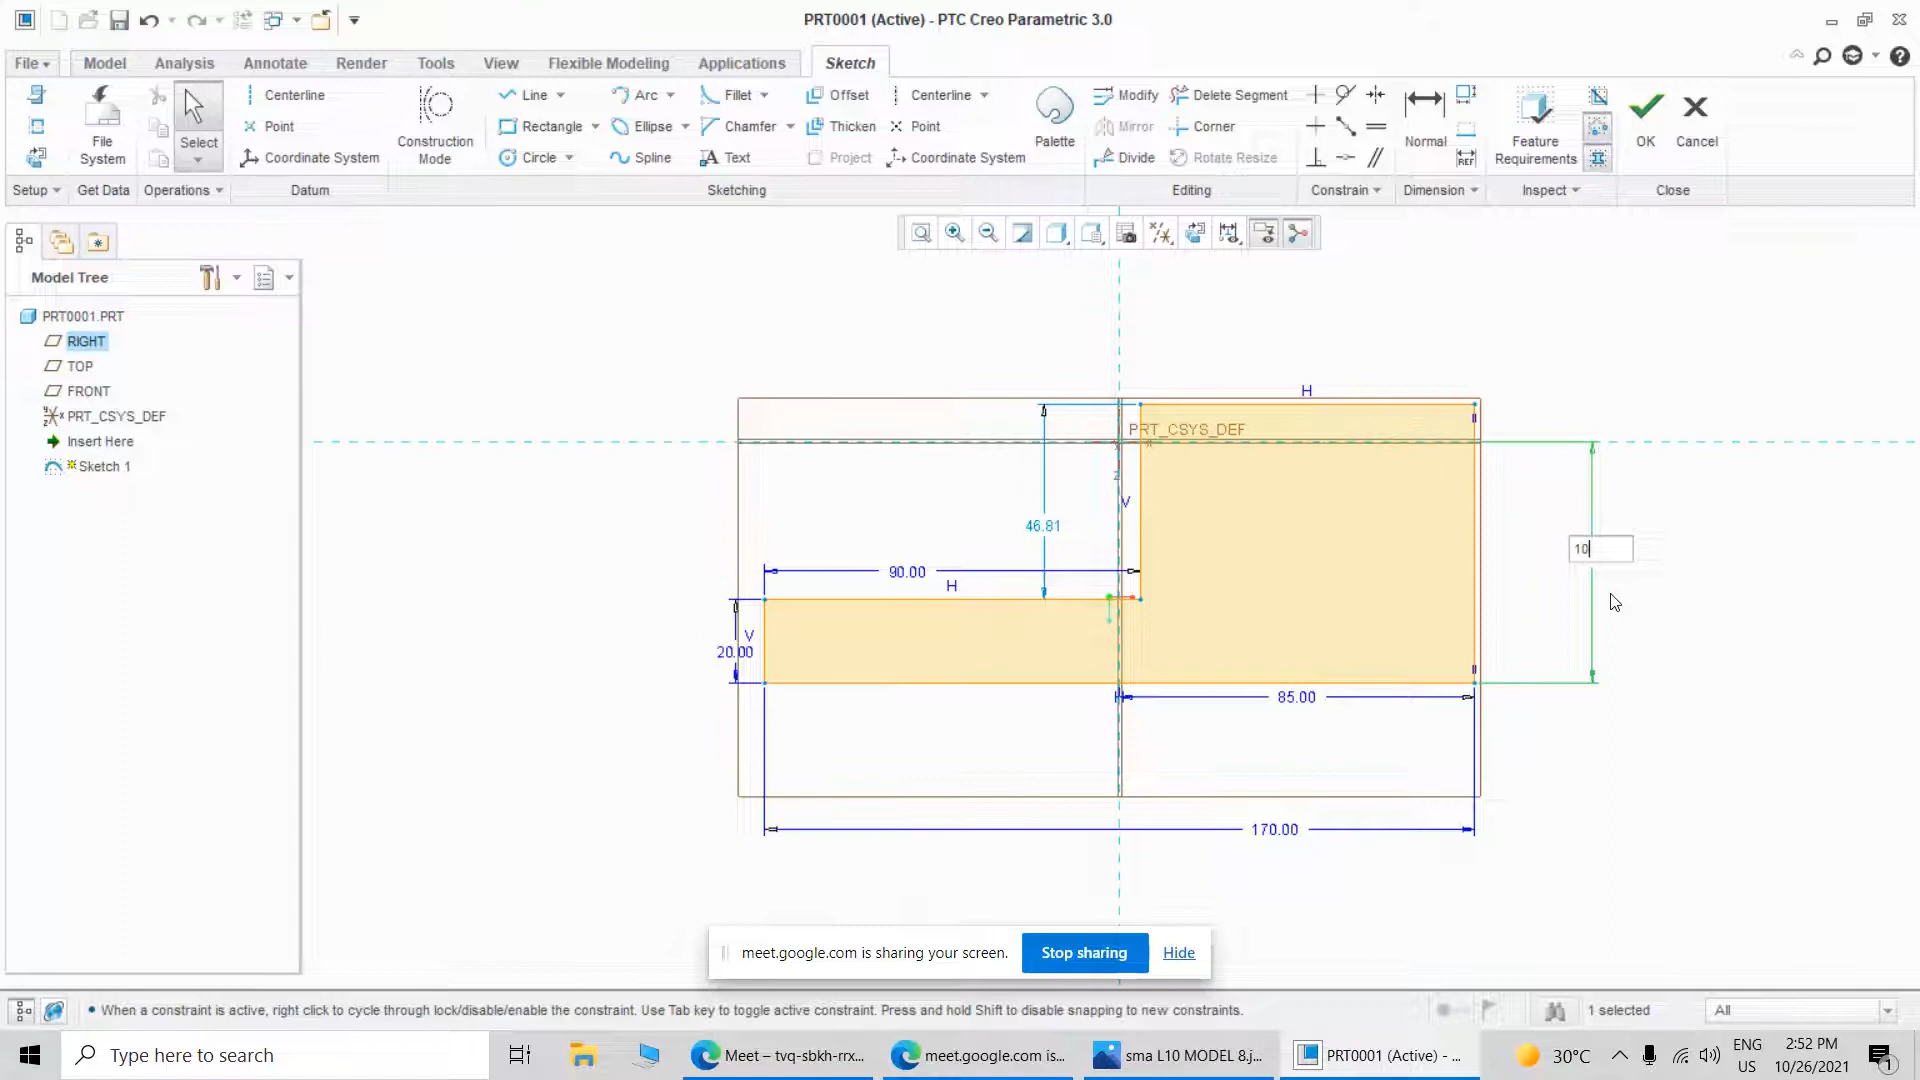 PRT0001 (Active) - PTC Creo Parametric 3.0
File Model Analysis Annotate Render Tools View Flexible Modeling Applications Sketch
Centerline Line Arc Fillet Offset Centerline Modify Delete Segment
Point Rectangle Ellipse Chamfer Thicken Point Mirror Corner
File System Select Coordinate System Construction Mode Circle Spline Text Project Coordinate System Palette Divide Rotate Resize Normal REF Feature Requirements OK Cancel
Setup Get Data Operations Datum Sketching Editing Constrain Dimension Inspect Close
Model Tree
PRT0001.PRT
RIGHT
TOP
FRONT
PRT_CSYS_DEF
Insert Here
Sketch 1
H
PRT_CSYS_DEF
Z
V
46.81
10
90.00
H
V
20.00
H
85.00
170.00
meet.google.com is sharing your screen. Stop sharing Hide
When a constraint is active, right click to cycle through lock/disable/enable the constraint. Use Tab key to toggle active constraint. Press and hold Shift to disable snapping to new constraints.
1 selected All
Type here to search
Meet – tvq-sbkh-rrx...
meet.google.com is...
sma L10 MODEL 8.j...
PRT0001 (Active) - ...
30°C
ENG
US
2:52 PM
10/26/2021
1